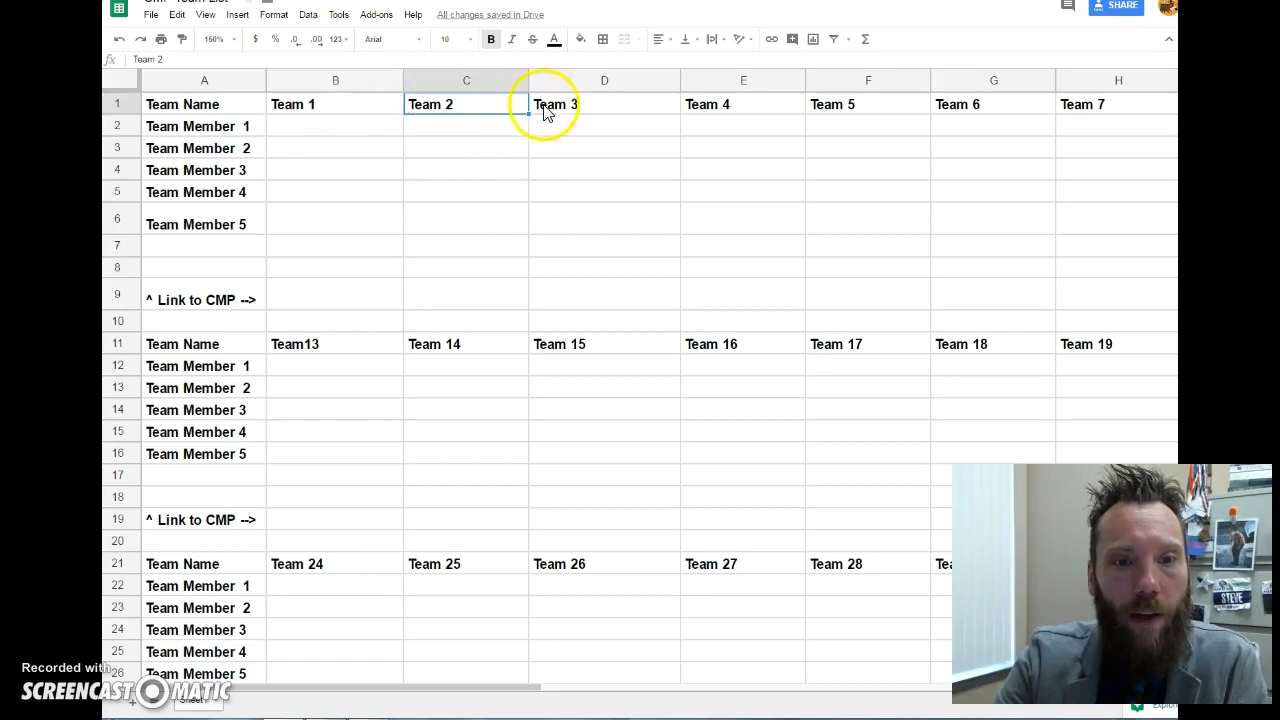 File Edit View Insert Format Data Tools Add-ons Help All changes saved in Drive
SHARE
150% $ % .0 .00 123 Arial 10 B I S A Σ
fx Team 2
A B C D E F G H
1 Team Name Team 1 Team 2 Team 3 Team 4 Team 5 Team 6 Team 7
2 Team Member 1
3 Team Member 2
4 Team Member 3
5 Team Member 4
6 Team Member 5
7
8
9 ^ Link to CMP -->
10
11 Team Name Team13 Team 14 Team 15 Team 16 Team 17 Team 18 Team 19
12 Team Member 1
13 Team Member 2
14 Team Member 3
15 Team Member 4
16 Team Member 5
17
18
19 ^ Link to CMP -->
20
21 Team Name Team 24 Team 25 Team 26 Team 27 Team 28
22 Team Member 1
23 Team Member 2
24 Team Member 3
25 Team Member 4
26 Team Member 5
STEVE
Recorded with
SCREENCAST MATIC